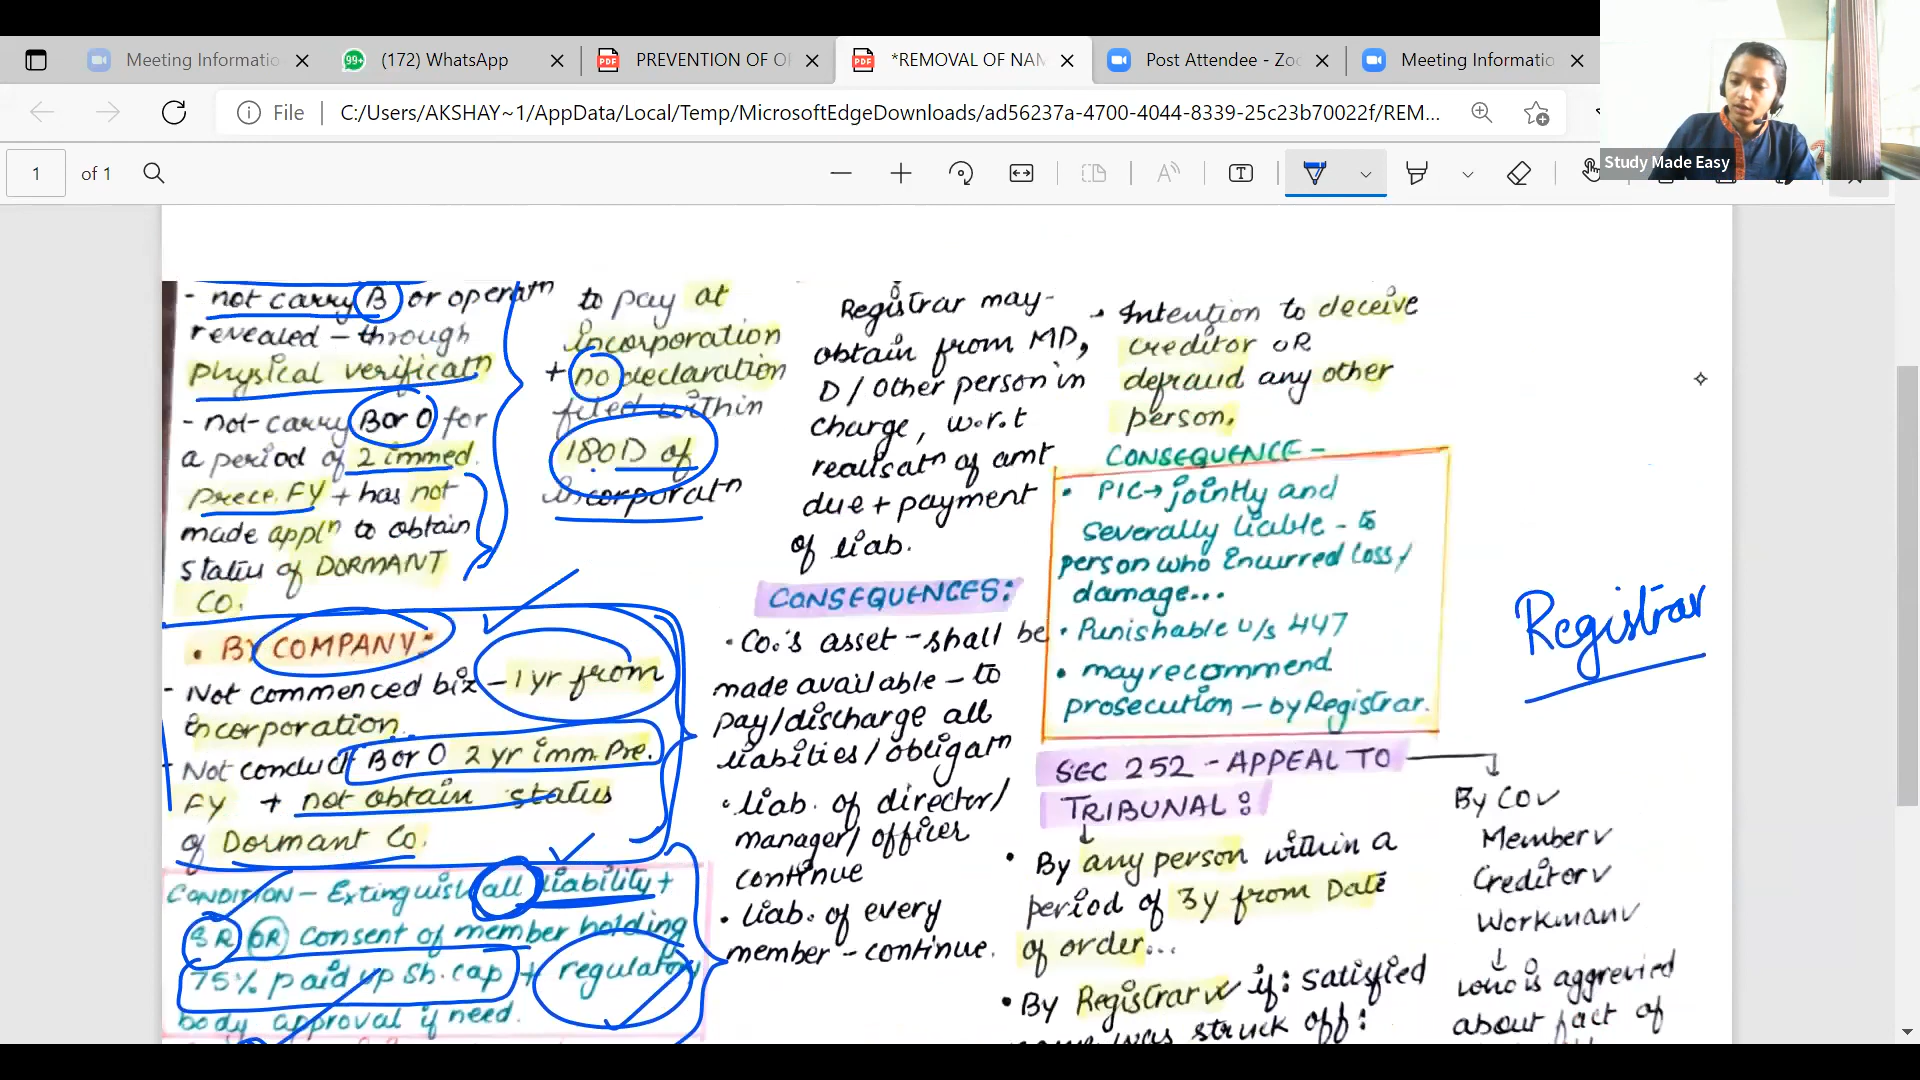 Meeting Informatio
(172) WhatsApp
99+
PREVENTION OF OP
*REMOVAL OF NAM
Post Attendee - Zoo
Meeting Informatio
File
C:/Users/AKSHAY~1/AppData/Local/Temp/MicrosoftEdgeDownloads/ad56237a-4700-4044-8339-25c23b70022f/REM...
1 of 1
Study Made Easy
- not carry B or operatn
revealed - through
physical verificatn
- not-carry B or O for
a period of 2 immed.
Prece. FY + has not
made appln to obtain
status of DORMANT
CO.
• BY COMPANY:
- Not commenced biz - 1 yr from
incorporation.
- Not conduct B or O 2 yr imm. Pre.
FY + not obtain status
of Dormant Co.
CONDITION - Extinguish all liability +
SR OR consent of member holding
75% paid up sh. cap + regulatory
body approval if need.
to pay at
incorporation
+ no declaration
filed within
180D of
incorporatn
Registrar may-
obtain from MD,
D/Other person in
charge, w.r.t
realisatn of amt
due + payment
of liab.
CONSEQUENCES:
• Co.'s asset - shall be
made available - to
pay/discharge all
liabilities/obligatn
• liab. of director/
manager/officer
continue
• liab. of every
member - continue.
• Intention to deceive
creditor OR
defraud any other
person.
CONSEQUENCE -
• PIC → jointly and
severally liable - to
person who Incurred loss/
damage...
• Punishable u/s 447
• may recommend
prosecution - by Registrar.
SEC 252 - APPEAL TO
TRIBUNAL:
• By any person within a
period of 3y from Date
of order...
• By Registrar if: satisfied
was struck off:
By CO
Member
Creditor
Workman
who is aggrevied
about fact of
Registrar